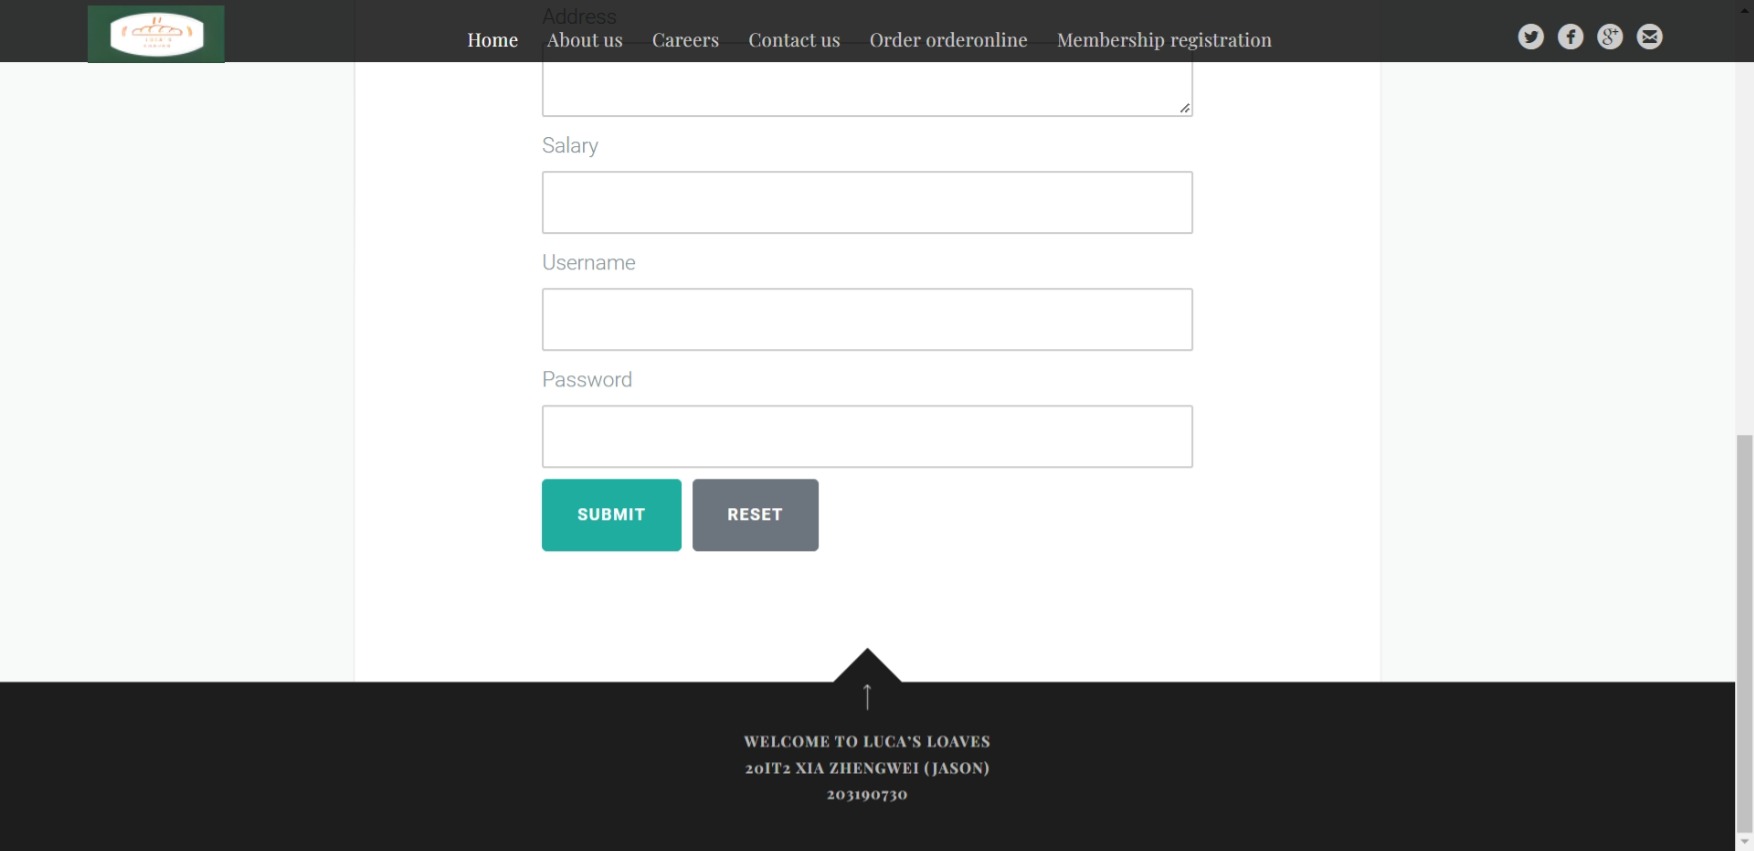 Address
Home About us Careers Contact us Order orderonline Membership registration
Salary
Username
Password
SUBMIT RESET
WELCOME TO LUCA'S LOAVES
20IT2 XIA ZHENGWEI (JASON)
203190730